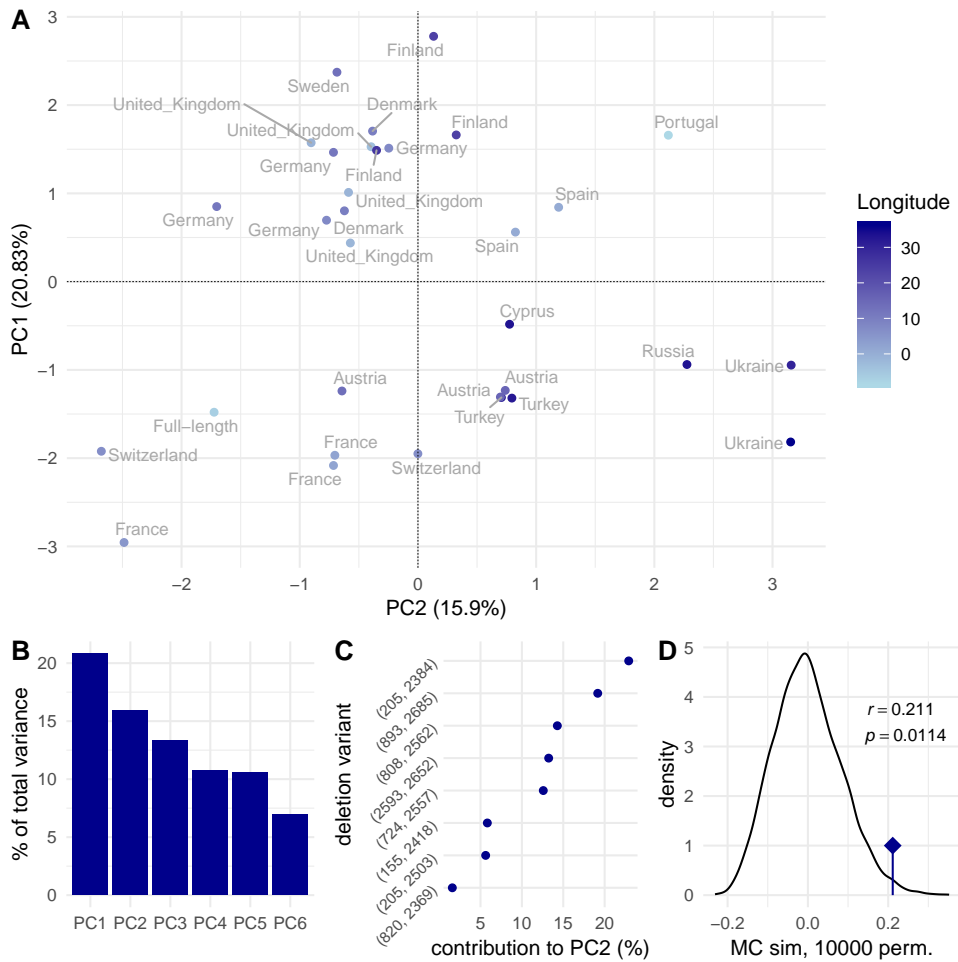 A
3
2
1
0
−1
−2
−3
PC1 (20.83%)
Finland
Sweden
United_Kingdom
Denmark
United_Kingdom
Finland
Portugal
Germany
Germany
Finland
Spain
United_Kingdom
Germany
Germany
Denmark
Spain
United_Kingdom
Cyprus
Russia
Ukraine
Austria
Austria
Austria
Turkey
Turkey
Full−length
Switzerland
France
Ukraine
Switzerland
France
France
−2
−1
0
1
2
3
PC2 (15.9%)
Longitude
30
20
10
0
B
% of total variance
20
15
10
5
0
PC1
PC2
PC3
PC4
PC5
PC6
C
deletion variant
(205, 2384)
(893, 2685)
(808, 2562)
(2593, 2652)
(724, 2557)
(155, 2418)
(205, 2503)
(820, 2369)
5
10
15
20
contribution to PC2 (%)
D
density
5
4
3
2
1
0
r = 0.211
p = 0.0114
−0.2
0.0
0.2
MC sim, 10000 perm.